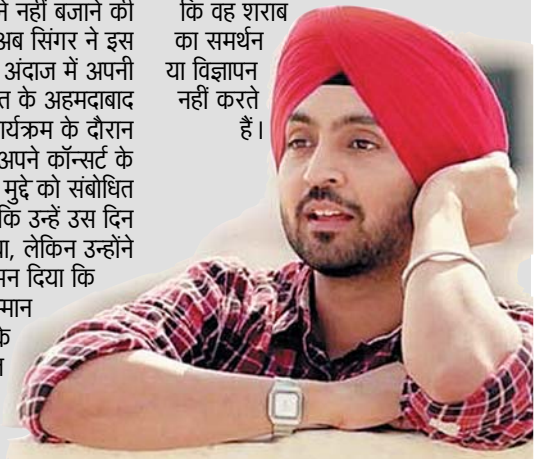 ने नहीं बजाने की
अब सिंगर ने इस
अंदाज में अपनी
त के अहमदाबाद
र्यक्रम के दौरान
अपने कॉन्सर्ट के
मुद्दे को संबोधित
कि उन्हें उस दिन
ा, लेकिन उन्होंने
मन दिया कि
मान
के
कि वह शराब
का समर्थन
या विज्ञापन
नहीं करते
हैं।